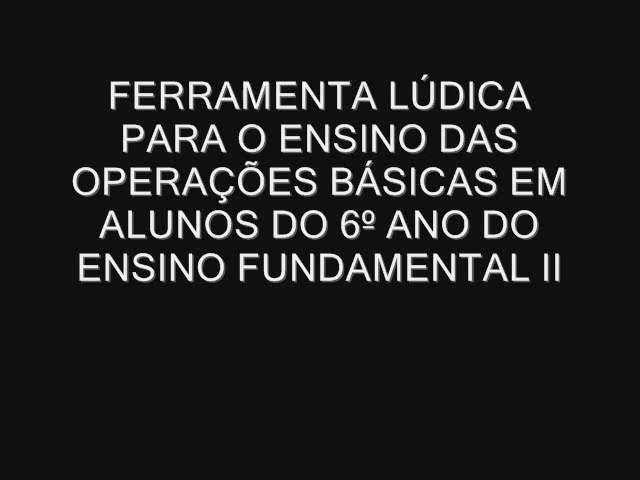 FERRAMENTA LÚDICA
PARA O ENSINO DAS
OPERAÇÕES BÁSICAS EM
ALUNOS DO 6º ANO DO
ENSINO FUNDAMENTAL II